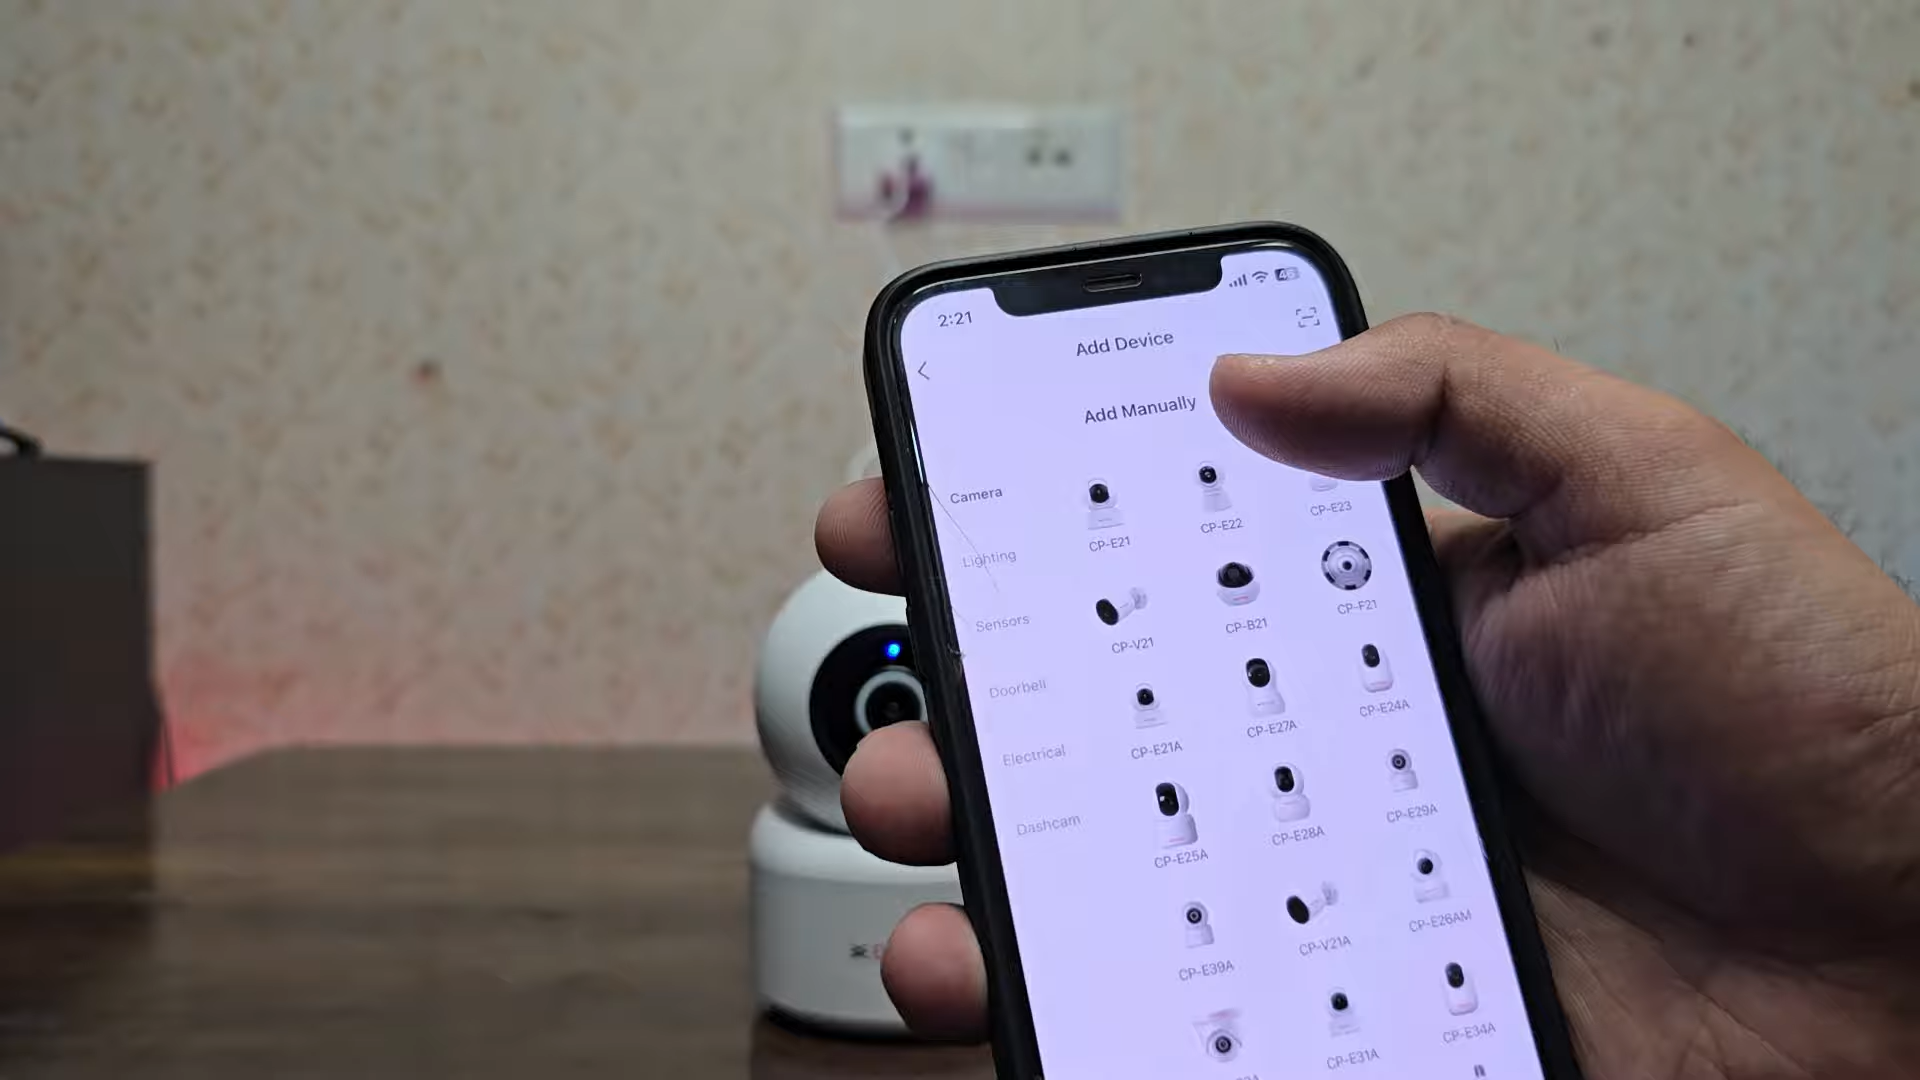 2:21
46
Add Device
Add Manually
Camera
Lighting
Sensors
Doorbell
Electrical
Dashcam
CP-E21
CP-E22
CP-E23
CP-V21
CP-B21
CP-F21
CP-E21A
CP-E27A
CP-E24A
CP-E25A
CP-E28A
CP-E29A
CP-E39A
CP-V21A
CP-E26AM
CP-E31A
CP-E34A